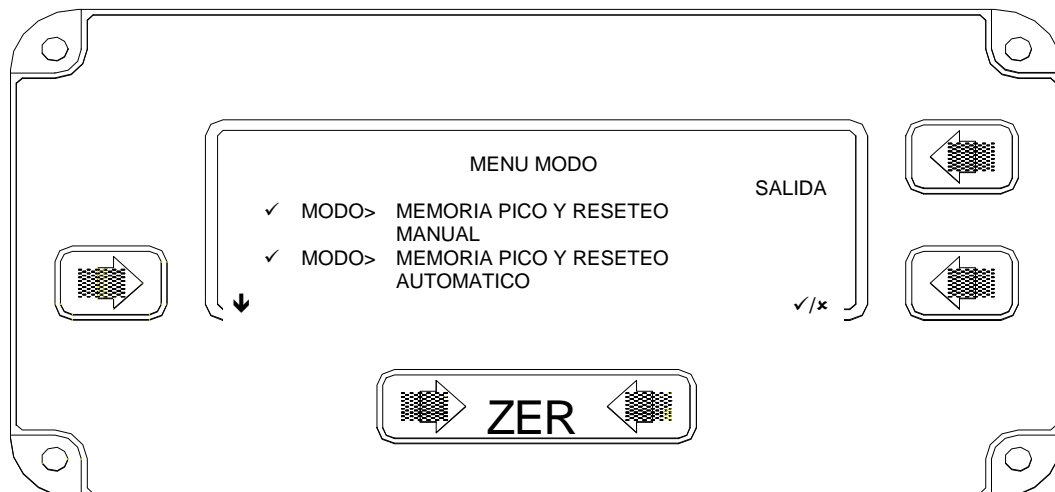 MENU MODO
SALIDA
✓ MODO> MEMORIA PICO Y RESETEO
MANUAL
✓ MODO> MEMORIA PICO Y RESETEO
AUTOMATICO
🡻 ✓/×
ZER